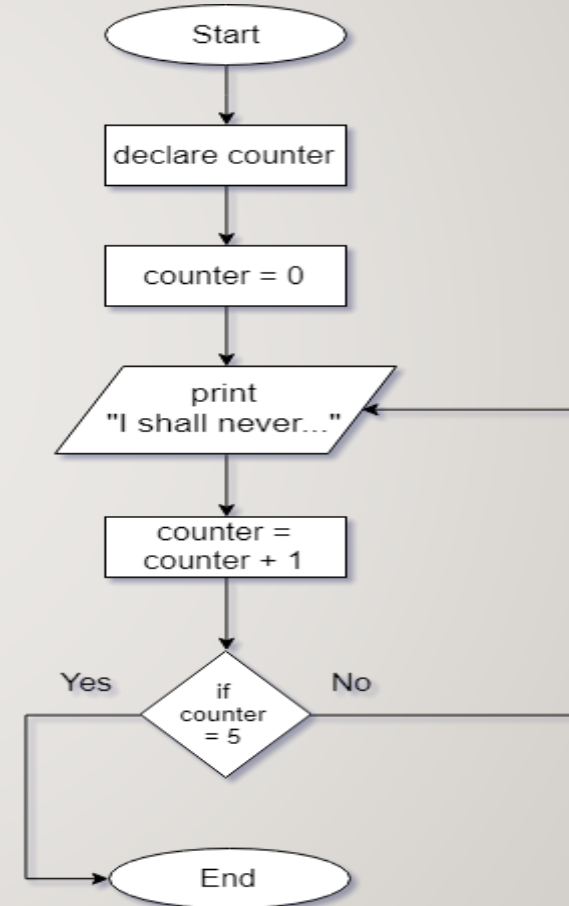 Start
declare counter
counter = 0
print
"I shall never..."
counter =
counter + 1
Yes
No
if
counter
= 5
End